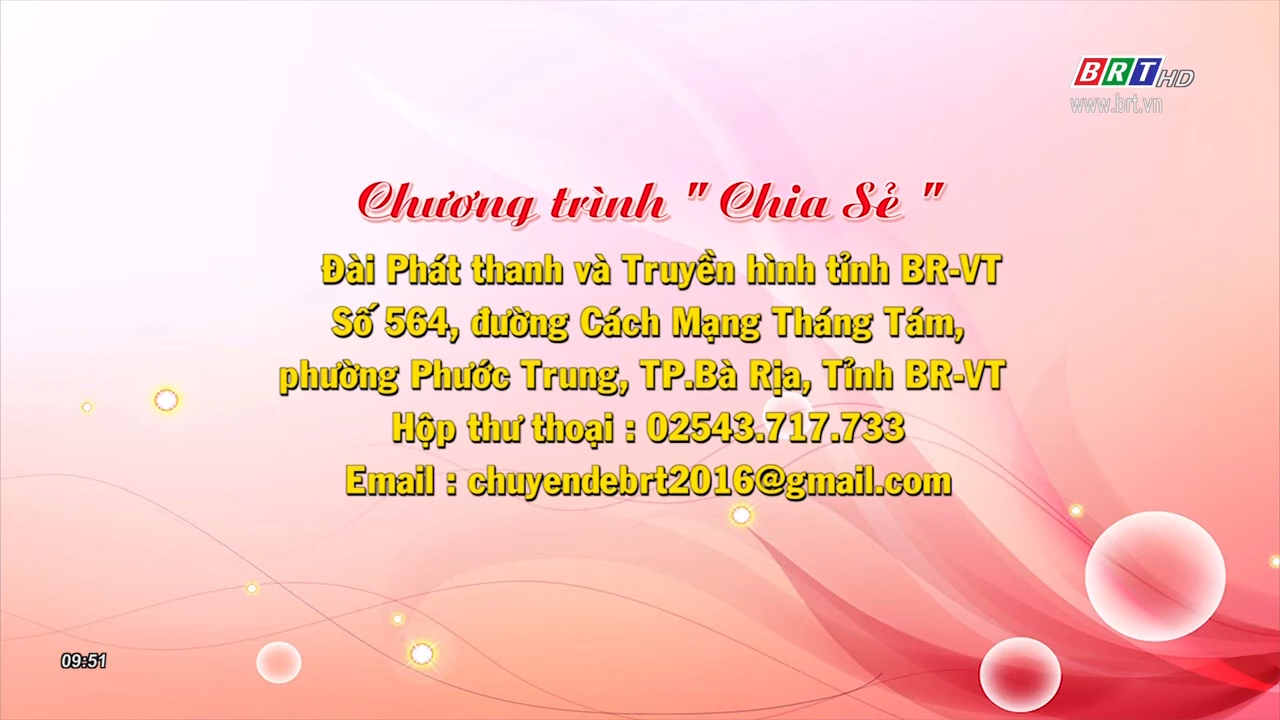 BRT HD
www.brt.vn
Chương trình " Chia Sẻ "
Đài Phát thanh và Truyền hình tỉnh BR-VT
Số 564, đường Cách Mạng Tháng Tám,
phường Phước Trung, TP.Bà Rịa, Tỉnh BR-VT
Hộp thư thoại : 02543.717.733
Email : chuyendebrt2016@gmail.com
09:51